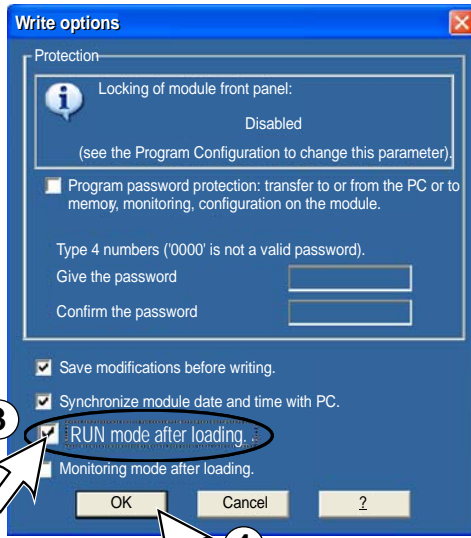 Write options
Protection
Locking of module front panel:
Disabled
(see the Program Configuration to change this parameter).
Program password protection: transfer to or from the PC or to
memory, monitoring, configuration on the module.
Type 4 numbers ('0000' is not a valid password).
Give the password
Confirm the password
Save modifications before writing.
Synchronize module date and time with PC.
3
RUN mode after loading.
Monitoring mode after loading.
OK Cancel ?
4